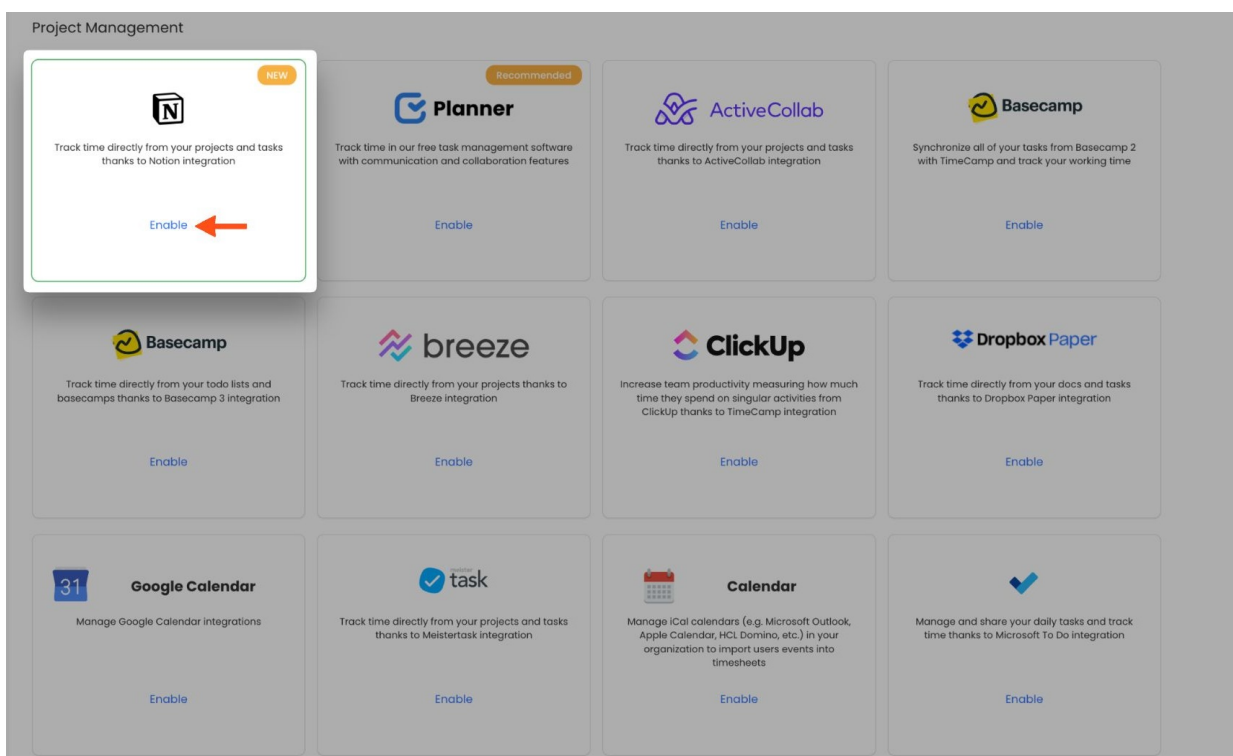 Project Management
NEW
N
Track time directly from your projects and tasks
thanks to Notion integration
Enable
Recommended
Planner
Track time in our free task management software
with communication and collaboration features
Enable
ActiveCollab
Track time directly from your projects and tasks
thanks to ActiveCollab integration
Enable
Basecamp
Synchronize all of your tasks from Basecamp 2
with TimeCamp and track your working time
Enable
Basecamp
Track time directly from your todo lists and
basecamps thanks to Basecamp 3 integration
Enable
breeze
Track time directly from your projects thanks to
Breeze integration
Enable
ClickUp
Increase team productivity measuring how much
time they spend on singular activities from
ClickUp thanks to TimeCamp integration
Enable
Dropbox Paper
Track time directly from your docs and tasks
thanks to Dropbox Paper integration
Enable
31
Google Calendar
Manage Google Calendar integrations
Enable
meister
task
Track time directly from your projects and tasks
thanks to Meistertask integration
Enable
Calendar
Manage iCal calendars (e.g. Microsoft Outlook,
Apple Calendar, HCL Domino, etc.) in your
organization to import users events into
timesheets
Enable
Manage and share your daily tasks and track
time thanks to Microsoft To Do integration
Enable